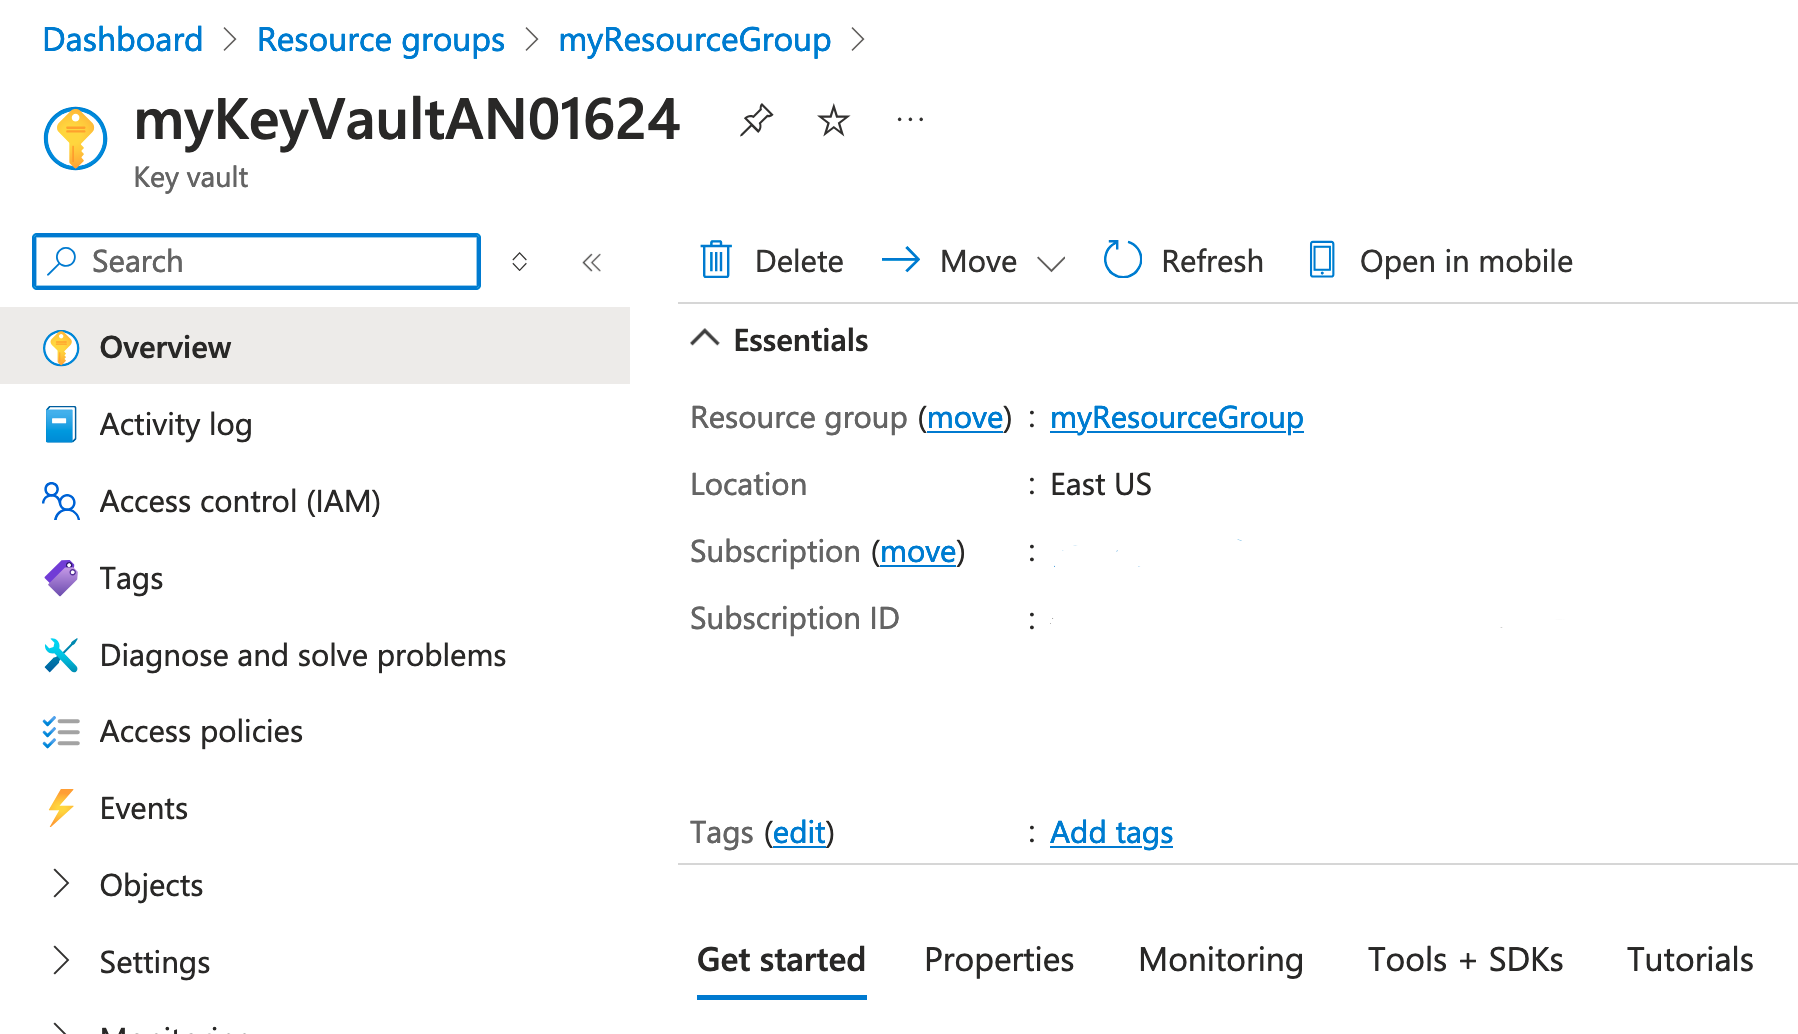 Dashboard > Resource groups > myResourceGroup >
myKeyVaultAN01624 ...
Key vault
Search
Overview
Activity log
Access control (IAM)
Tags
Diagnose and solve problems
Access policies
Events
Objects
Settings
Delete Move Refresh Open in mobile
Essentials
Resource group (move) : myResourceGroup
Location : East US
Subscription (move) :
Subscription ID :
Tags (edit) : Add tags
Get started Properties Monitoring Tools + SDKs Tutorials